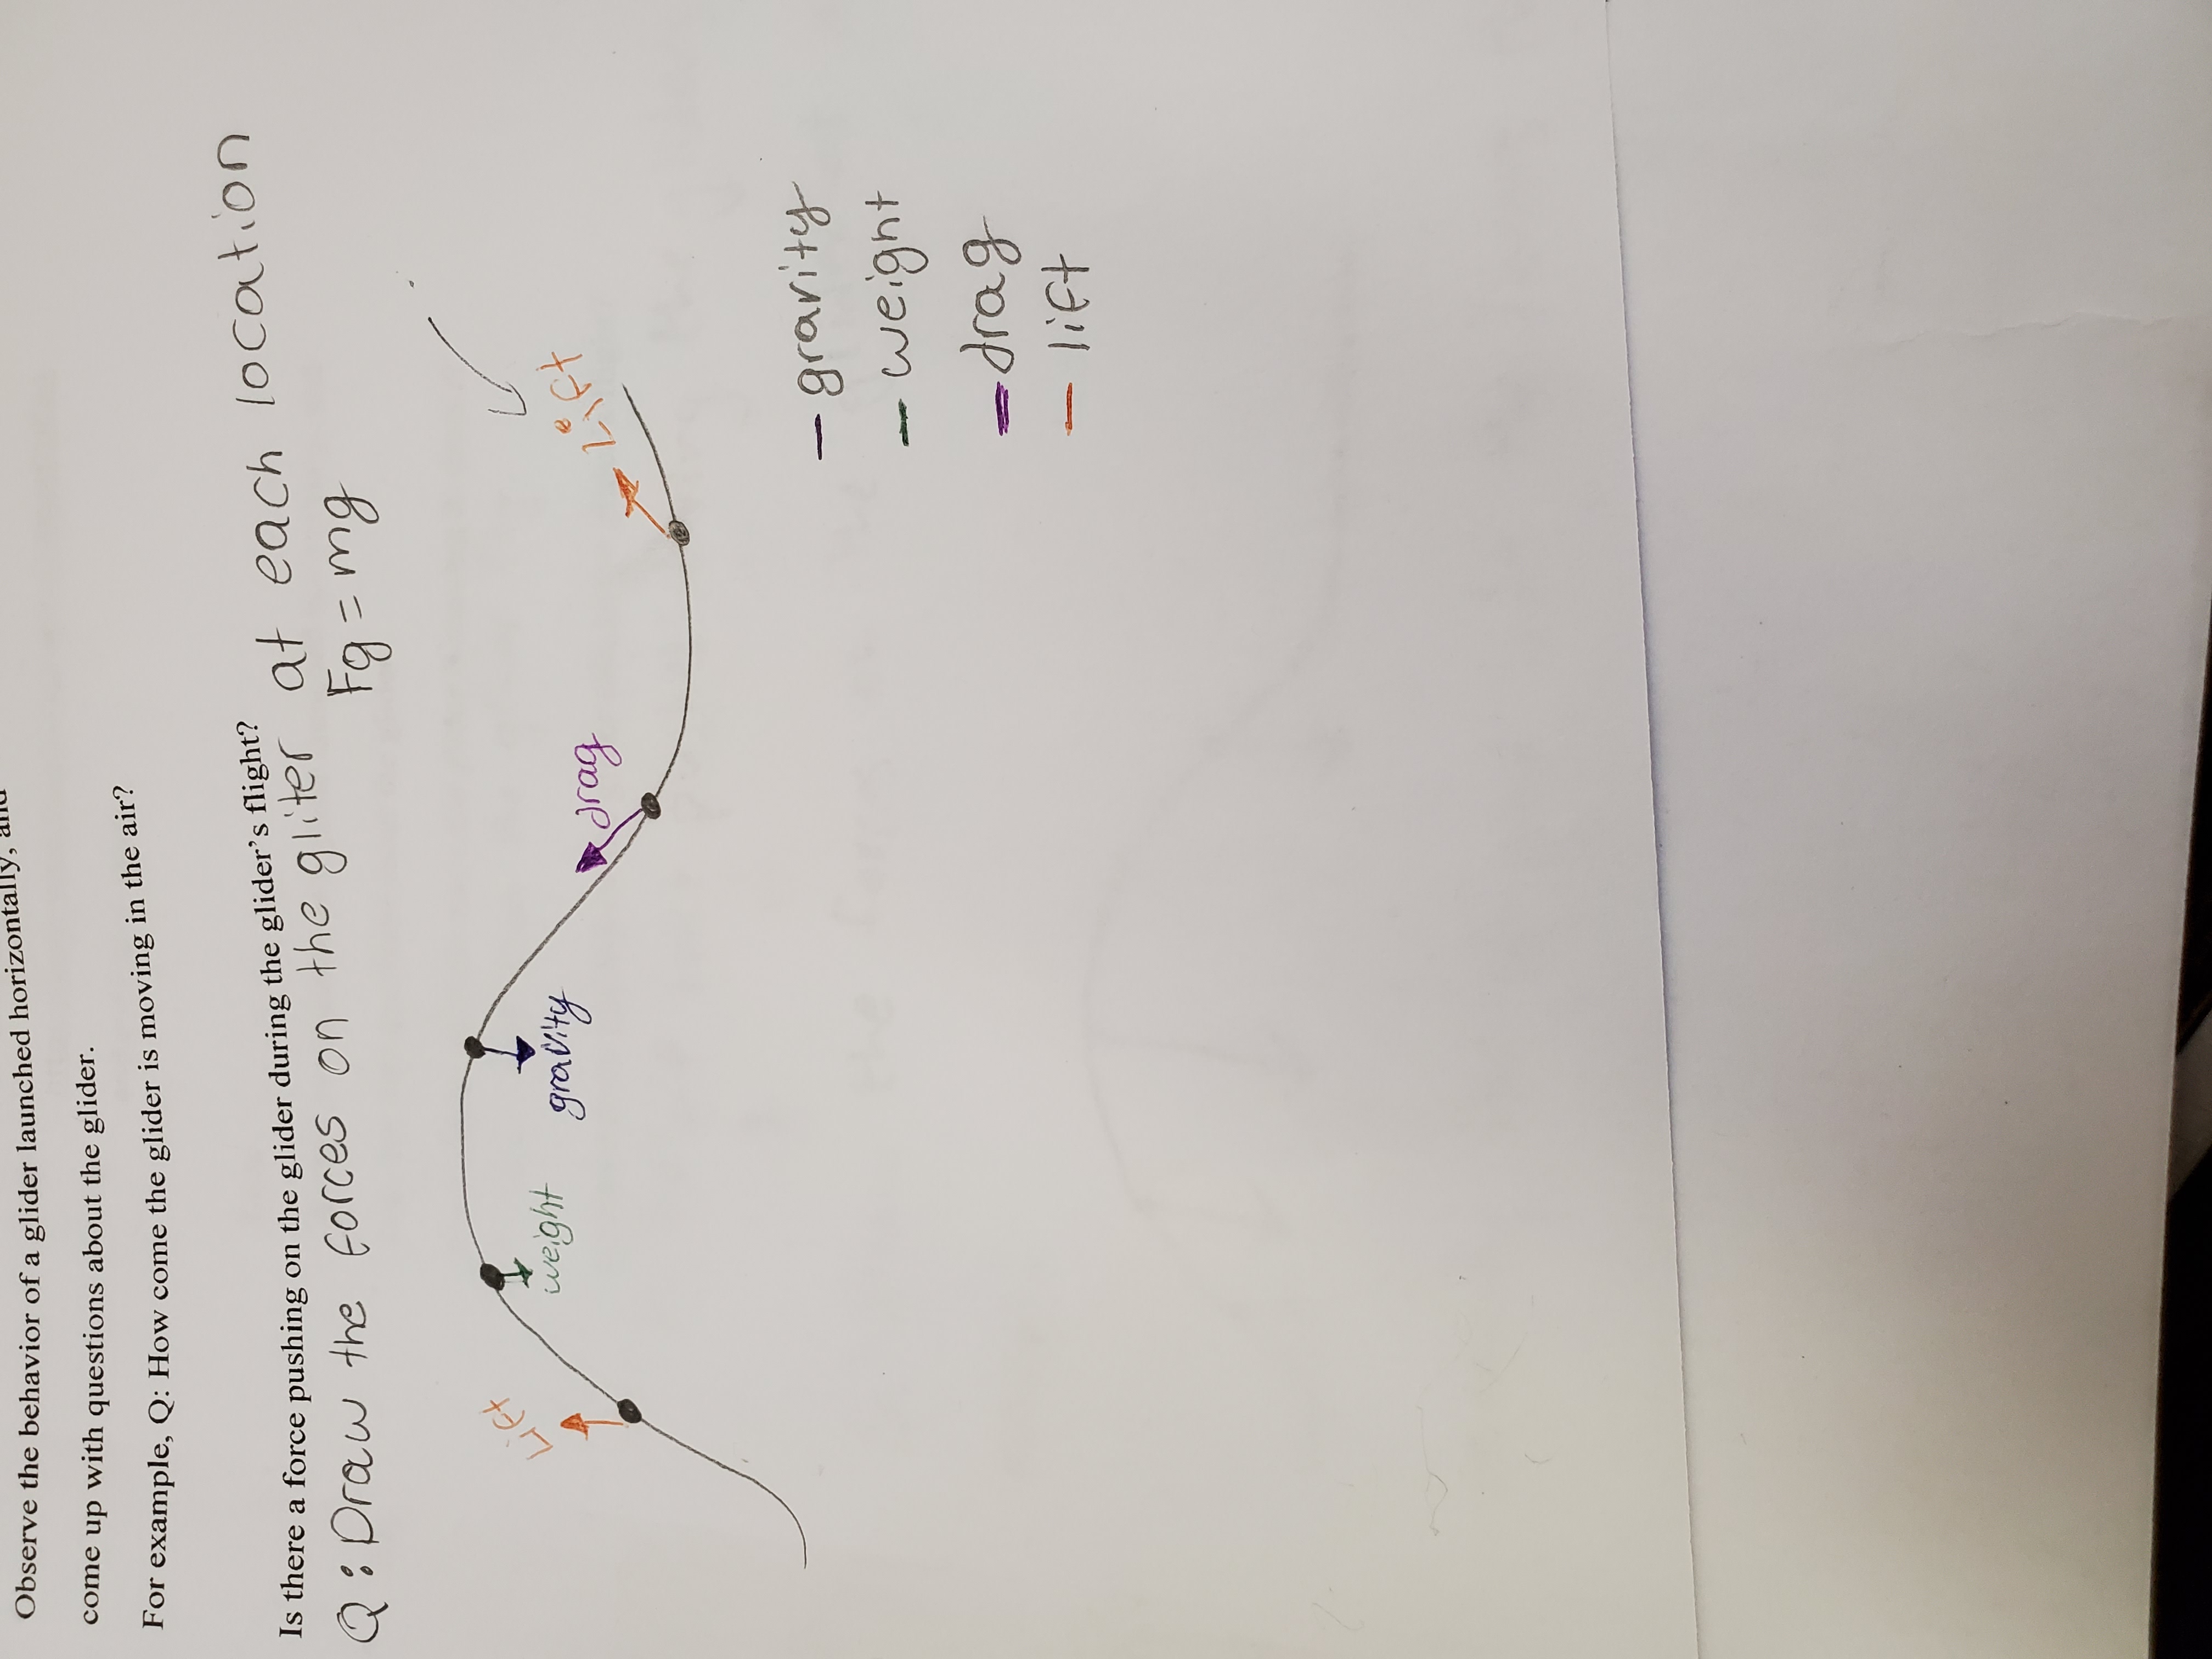 Observe the behavior of a glider launched horizontally, and
come up with questions about the glider.
For example, Q: How come the glider is moving in the air?
Is there a force pushing on the glider during the glider's flight?
Q: Draw the forces on the gliter at each location
Fg = mg
Lift
weight
gravity
drag
Lift
gravity
weight
drag
lift